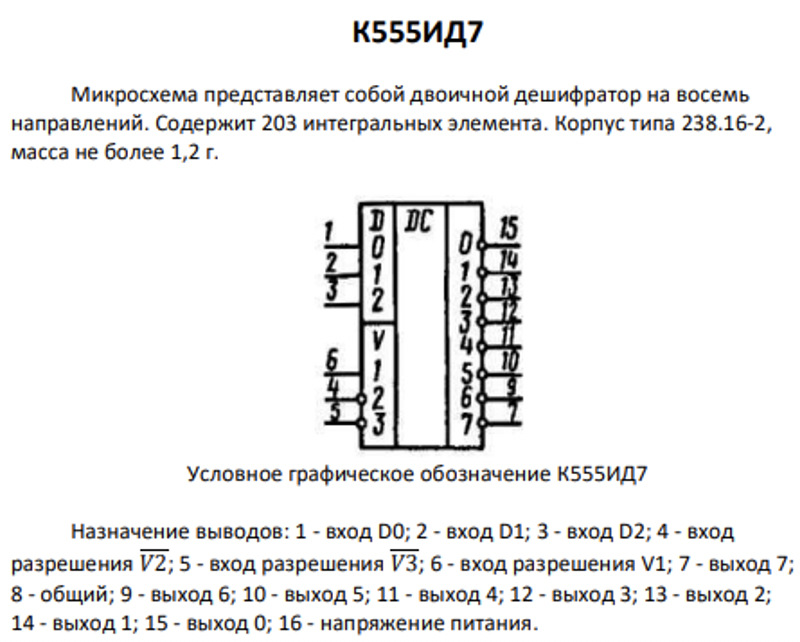 К555ИД7
Микросхема представляет собой двоичной дешифратор на восемь
направлений. Содержит 203 интегральных элемента. Корпус типа 238.16-2,
масса не более 1,2 г.
D DC
1 0 0 15
2 1 1 14
3 2 2 13
3 12
V 4 11
6 1 5 10
4 2 6 9
5 3 7 7
Условное графическое обозначение К555ИД7
Назначение выводов: 1 - вход D0; 2 - вход D1; 3 - вход D2; 4 - вход
разрешения V̅2̅; 5 - вход разрешения V̅3̅; 6 - вход разрешения V1; 7 - выход 7;
8 - общий; 9 - выход 6; 10 - выход 5; 11 - выход 4; 12 - выход 3; 13 - выход 2;
14 - выход 1; 15 - выход 0; 16 - напряжение питания.